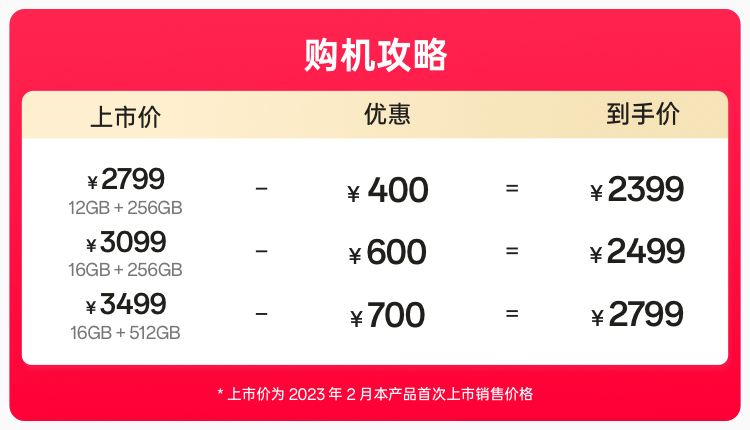 购机攻略
上市价 优惠 到手价
¥2799 - ¥ 400 = ¥ 2399
12GB + 256GB
¥3099 - ¥ 600 = ¥ 2499
16GB + 256GB
¥3499 - ¥ 700 = ¥ 2799
16GB + 512GB
* 上市价为 2023 年 2 月本产品首次上市销售价格